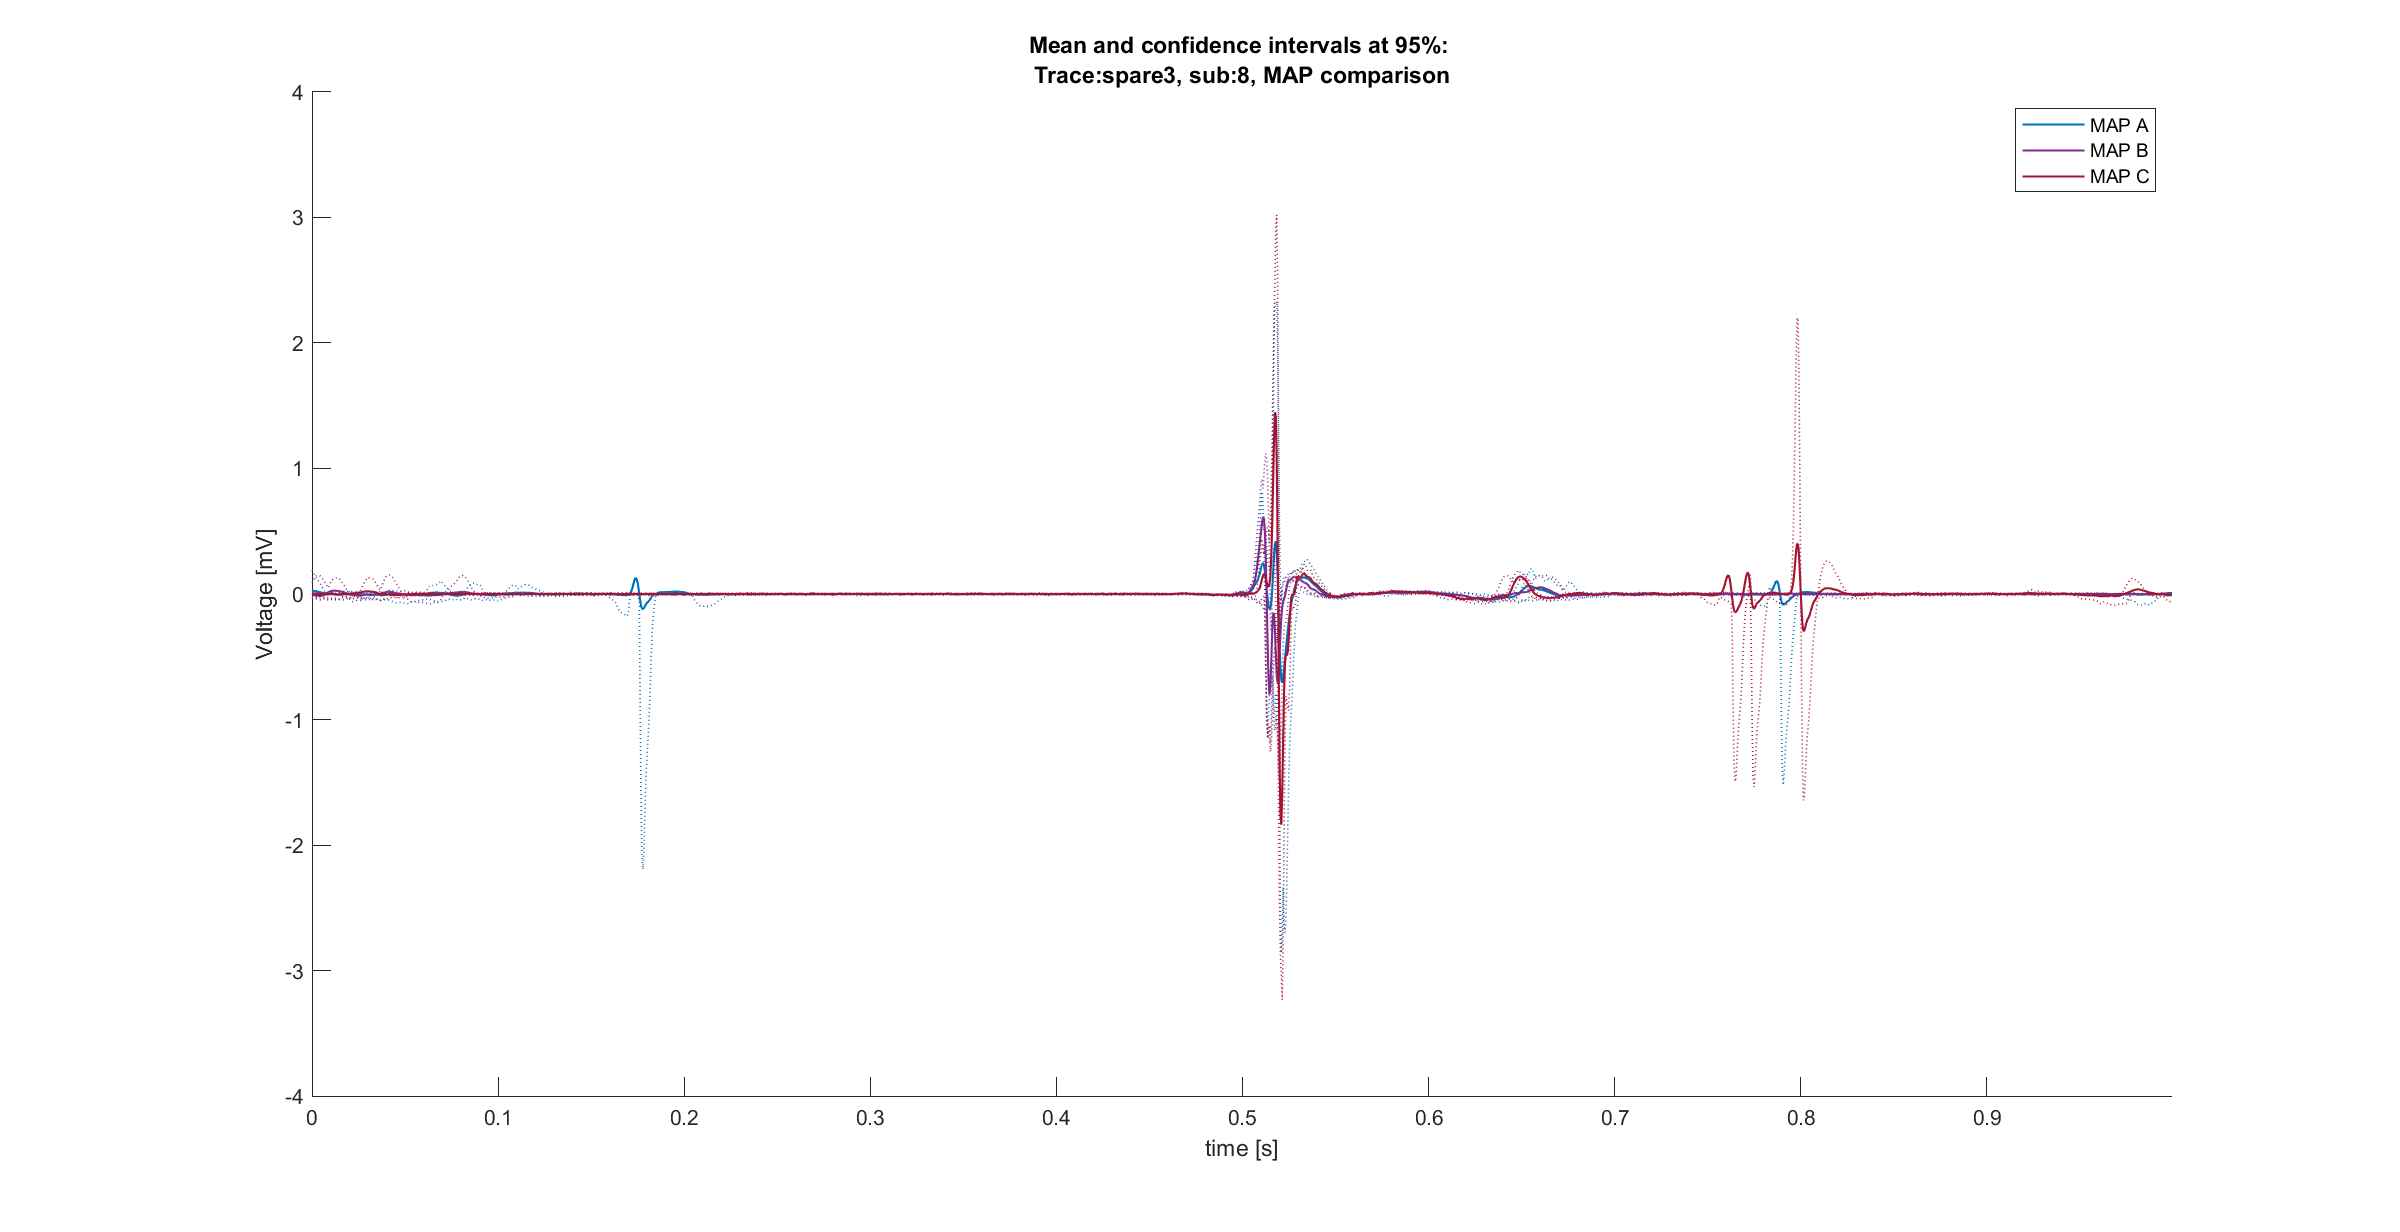 Mean and confidence intervals at 95%:
Trace:spare3, sub:8, MAP comparison
MAP A
MAP B
MAP C
4
3
2
1
0
-1
-2
-3
-4
Voltage [mV]
0 0.1 0.2 0.3 0.4 0.5 0.6 0.7 0.8 0.9
time [s]